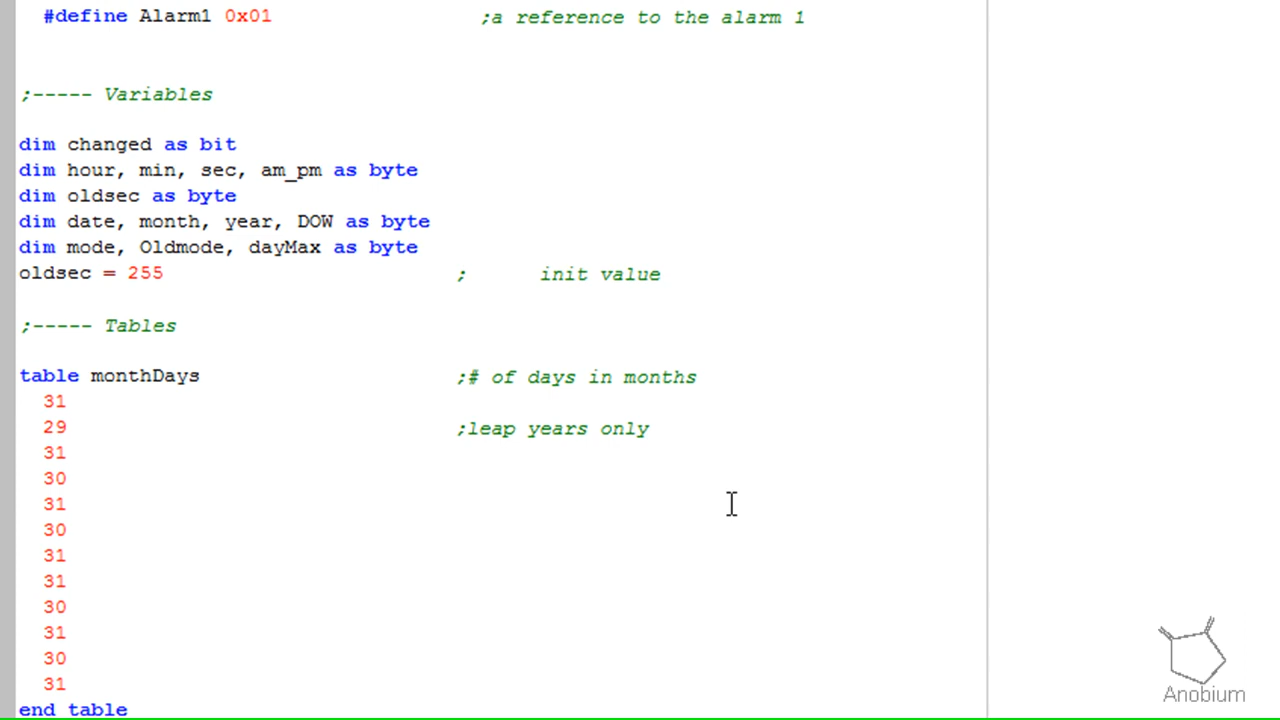 #define Alarm1 0x01 ;a reference to the alarm 1
;----- Variables
dim changed as bit
dim hour, min, sec, am_pm as byte
dim oldsec as byte
dim date, month, year, DOW as byte
dim mode, Oldmode, dayMax as byte
oldsec = 255 ; init value
;----- Tables
table monthDays ;# of days in months
31
29 ;leap years only
31
30
31
30
31
31
30
31
30
31
end table
Anobium